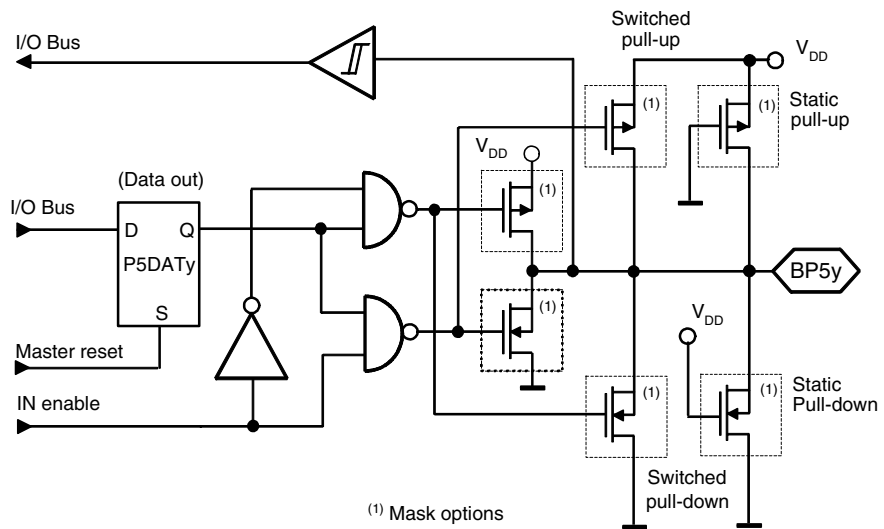 Switched
pull-up
I/O Bus
V_DD
(1)
(1)
Static
pull-up
V_DD
(Data out)
(1)
I/O Bus
D
Q
P5DATy
BP5y
(1)
S
V_DD
Master reset
(1)
(1)
Static
Pull-down
IN enable
Switched
pull-down
(1) Mask options